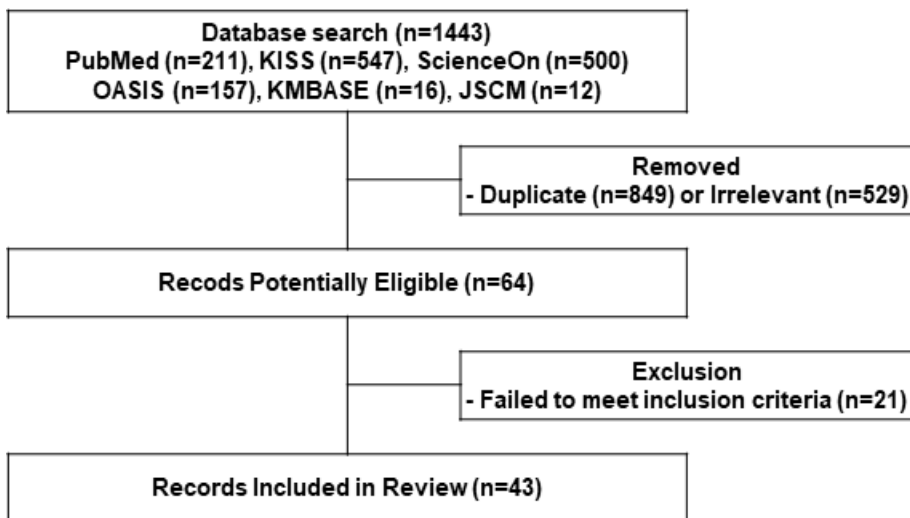 Database search (n=1443)
PubMed (n=211), KISS (n=547), ScienceOn (n=500)
OASIS (n=157), KMBASE (n=16), JSCM (n=12)
Removed
- Duplicate (n=849) or Irrelevant (n=529)
Recods Potentially Eligible (n=64)
Exclusion
- Failed to meet inclusion criteria (n=21)
Records Included in Review (n=43)